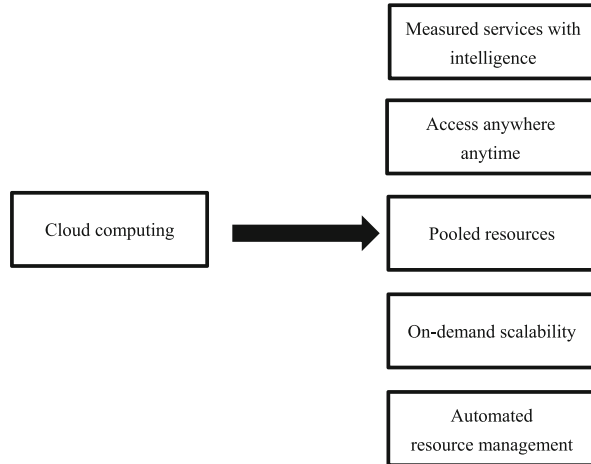 Measured services with
intelligence
Access anywhere
anytime
Cloud computing
Pooled resources
On-demand scalability
Automated
resource management